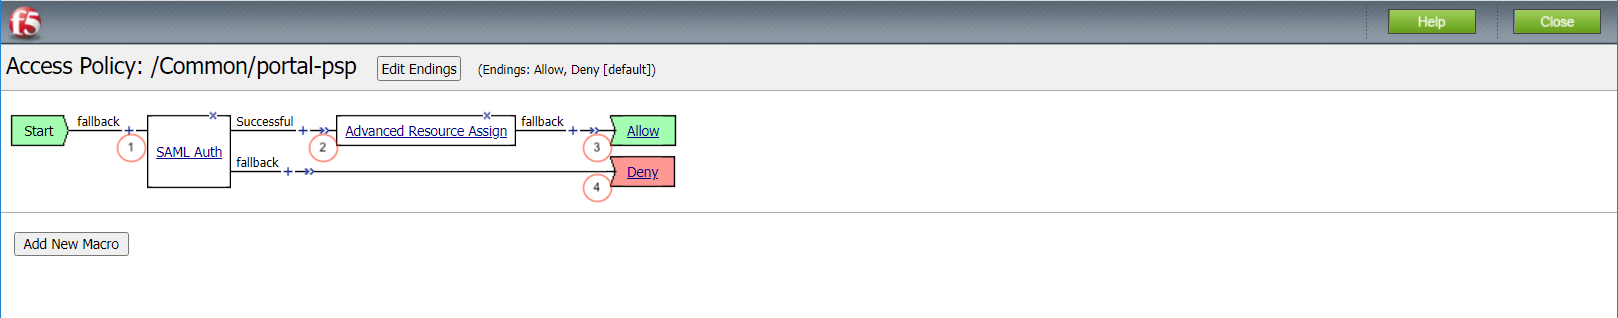 f5
Help
Close
Access Policy: /Common/portal-psp
Edit Endings
(Endings: Allow, Deny [default])
Start
fallback
1
SAML Auth
Successful
2
Advanced Resource Assign
fallback
3
Allow
fallback
4
Deny
Add New Macro